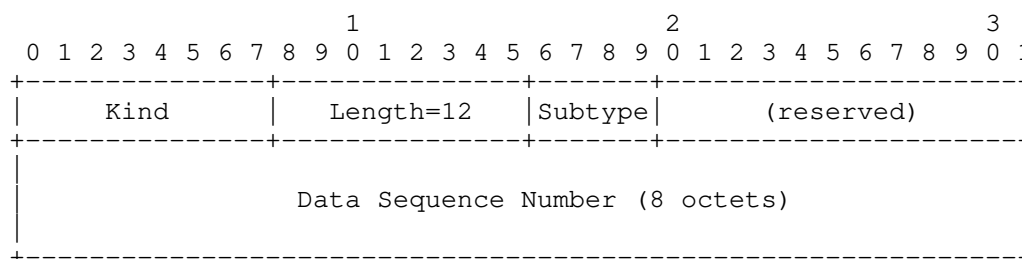 1                   2                   3
 0 1 2 3 4 5 6 7 8 9 0 1 2 3 4 5 6 7 8 9 0 1 2 3 4 5 6 7 8 9 0 1
+---------------+---------------+-------+----------------------
|     Kind      |   Length=12   |Subtype|      (reserved)
+---------------+---------------+-------+----------------------
|
|                 Data Sequence Number (8 octets)
|
+--------------------------------------------------------------